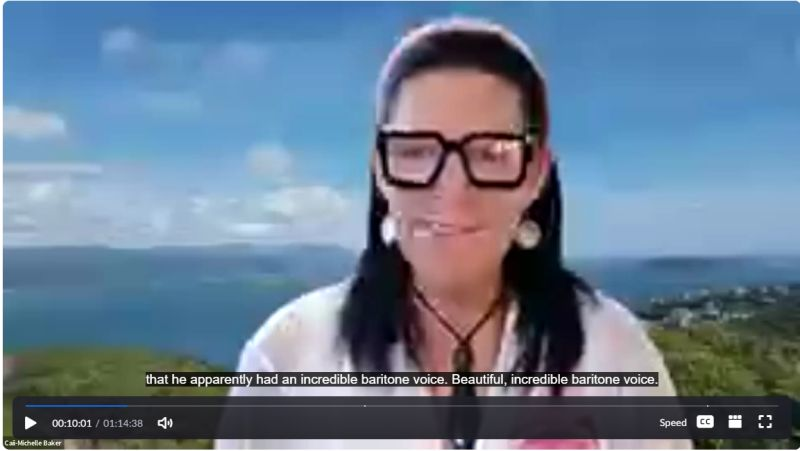 that he apparently had an incredible baritone voice. Beautiful, incredible baritone voice.
00:10:01 / 01:14:38
Speed CC
Caii-Michelle Baker